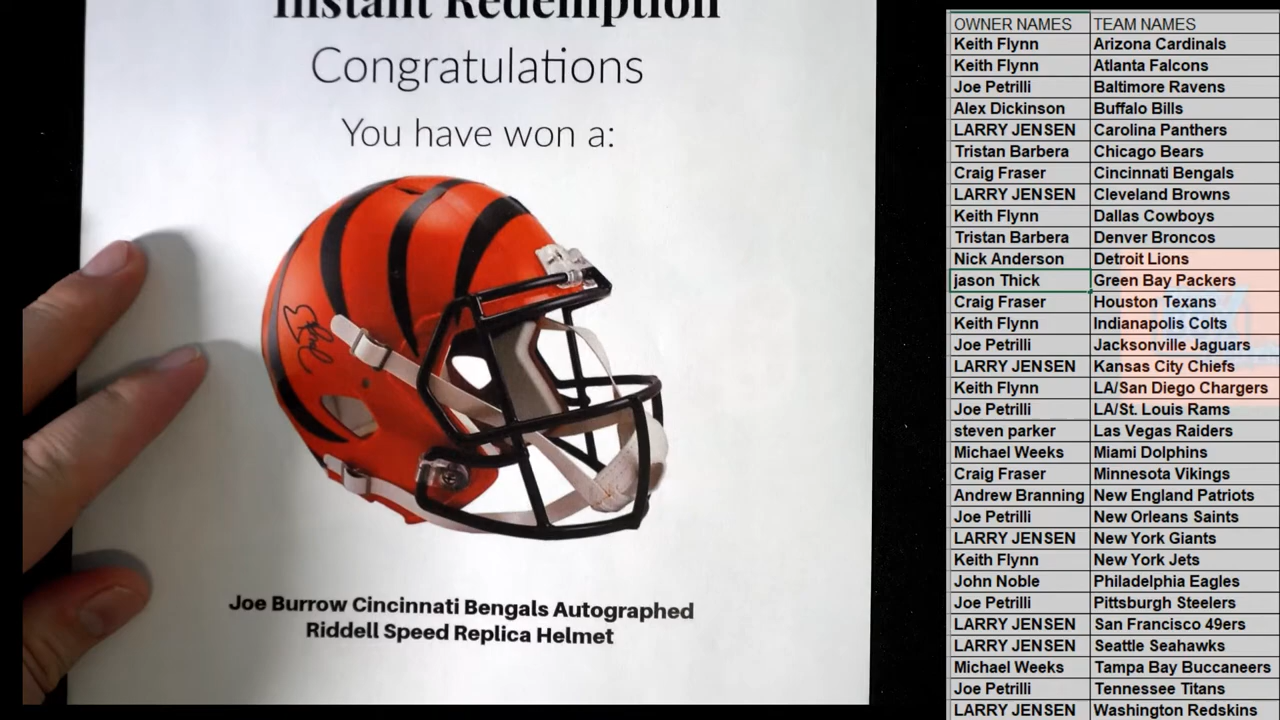 Instant Redemption
Congratulations
You have won a:
Joe Burrow Cincinnati Bengals Autographed
Riddell Speed Replica Helmet
OWNER NAMES TEAM NAMES
Keith Flynn Arizona Cardinals
Keith Flynn Atlanta Falcons
Joe Petrilli Baltimore Ravens
Alex Dickinson Buffalo Bills
LARRY JENSEN Carolina Panthers
Tristan Barbera Chicago Bears
Craig Fraser Cincinnati Bengals
LARRY JENSEN Cleveland Browns
Keith Flynn Dallas Cowboys
Tristan Barbera Denver Broncos
Nick Anderson Detroit Lions
jason Thick Green Bay Packers
Craig Fraser Houston Texans
Keith Flynn Indianapolis Colts
Joe Petrilli Jacksonville Jaguars
LARRY JENSEN Kansas City Chiefs
Keith Flynn LA/San Diego Chargers
Joe Petrilli LA/St. Louis Rams
steven parker Las Vegas Raiders
Michael Weeks Miami Dolphins
Craig Fraser Minnesota Vikings
Andrew Branning New England Patriots
Joe Petrilli New Orleans Saints
LARRY JENSEN New York Giants
Keith Flynn New York Jets
John Noble Philadelphia Eagles
Joe Petrilli Pittsburgh Steelers
LARRY JENSEN San Francisco 49ers
LARRY JENSEN Seattle Seahawks
Michael Weeks Tampa Bay Buccaneers
Joe Petrilli Tennessee Titans
LARRY JENSEN Washington Redskins